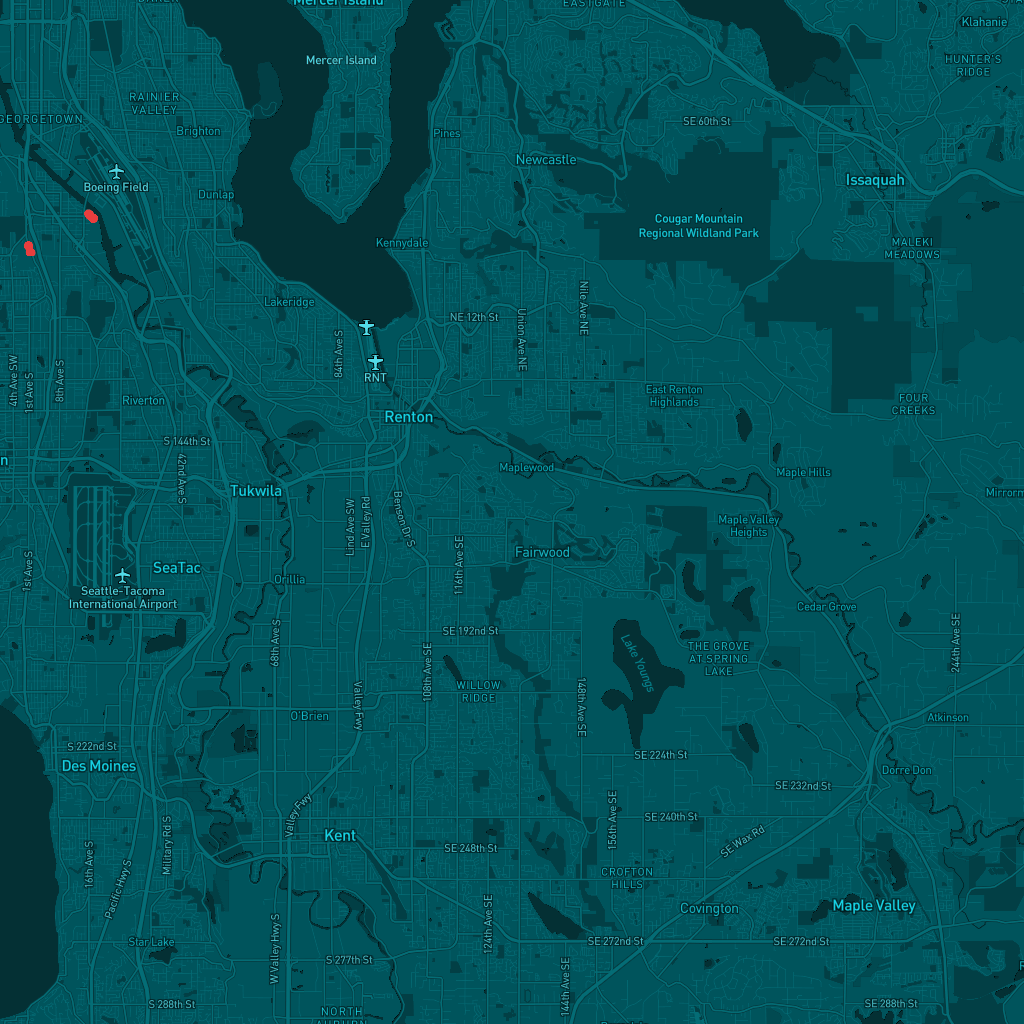 Mercer Island
EASTGATE
Klahanie
Mercer Island
HUNTER'S
RIDGE
RAINIER
VALLEY
GEORGETOWN
Brighton
Pines
SE 60th St
Newcastle
Issaquah
Boeing Field
Dunlap
Cougar Mountain
Regional Wildland Park
Kennydale
MALEKI
MEADOWS
Lakeridge
Nile Ave NE
NE 12th St
Union Ave NE
84th Ave S
RNT
4th Ave SW
1st Ave S
8th Ave S
Riverton
East Renton
Highlands
FOUR
CREEKS
Renton
S 144th St
42nd Ave S
Maplewood
Maple Hills
Tukwila
Lind Ave SW
E Valley Rd
Benson Dr S
Maple Valley
Heights
116th Ave SE
Fairwood
1st Ave S
SeaTac
Orillia
Seattle-Tacoma
International Airport
Cedar Grove
68th Ave S
SE 192nd St
244th Ave SE
Lake Youngs
THE GROVE
AT SPRING
LAKE
108th Ave SE
WILLOW
RIDGE
148th Ave SE
Valley Fwy
O'Brien
Atkinson
S 222nd St
SE 224th St
Des Moines
Dorre Don
SE 232nd St
Valley Fwy
156th Ave SE
SE 240th St
Military Rd S
Kent
SE Wax Rd
SE 248th St
16th Ave S
Pacific Hwy S
CROFTON
HILLS
Covington
Maple Valley
124th Ave SE
W Valley Hwy S
Star Lake
SE 272nd St
SE 272nd St
S 277th St
144th Ave SE
S 288th St
SE 288th St
NORTH
AUBURN